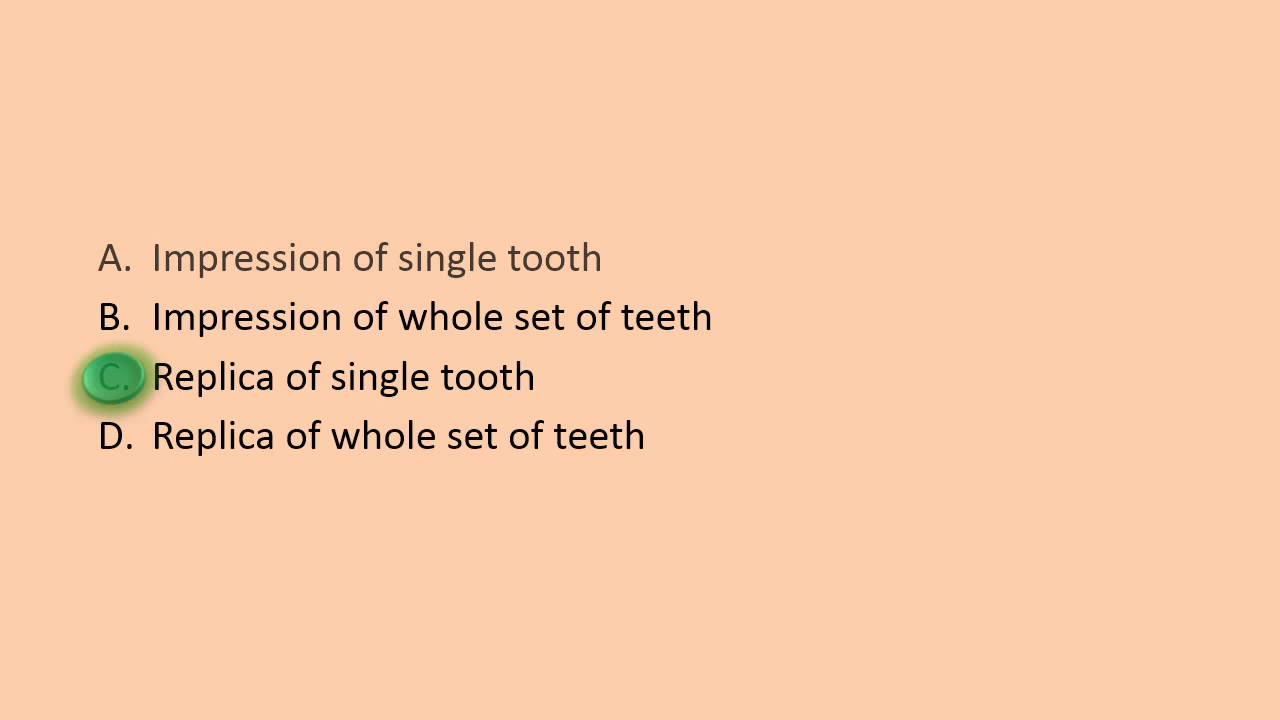 A. Impression of single tooth
B. Impression of whole set of teeth
C. Replica of single tooth
D. Replica of whole set of teeth